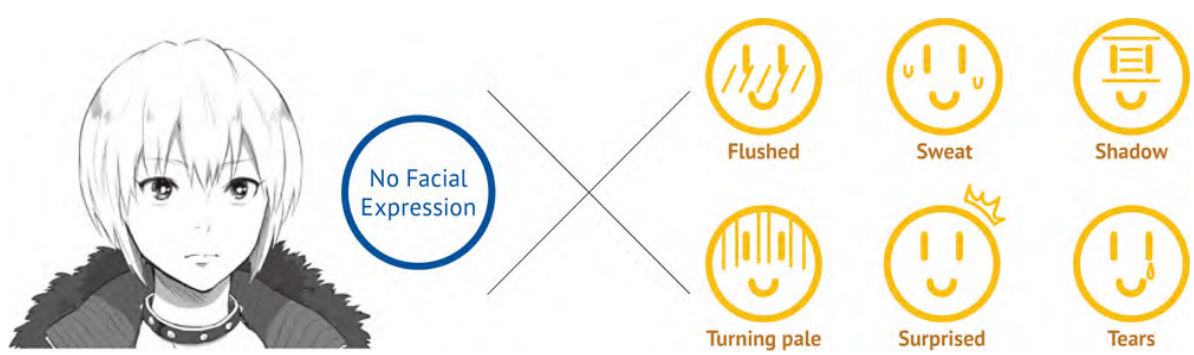 No Facial
Expression
Flushed
Sweat
Shadow
Turning pale
Surprised
Tears